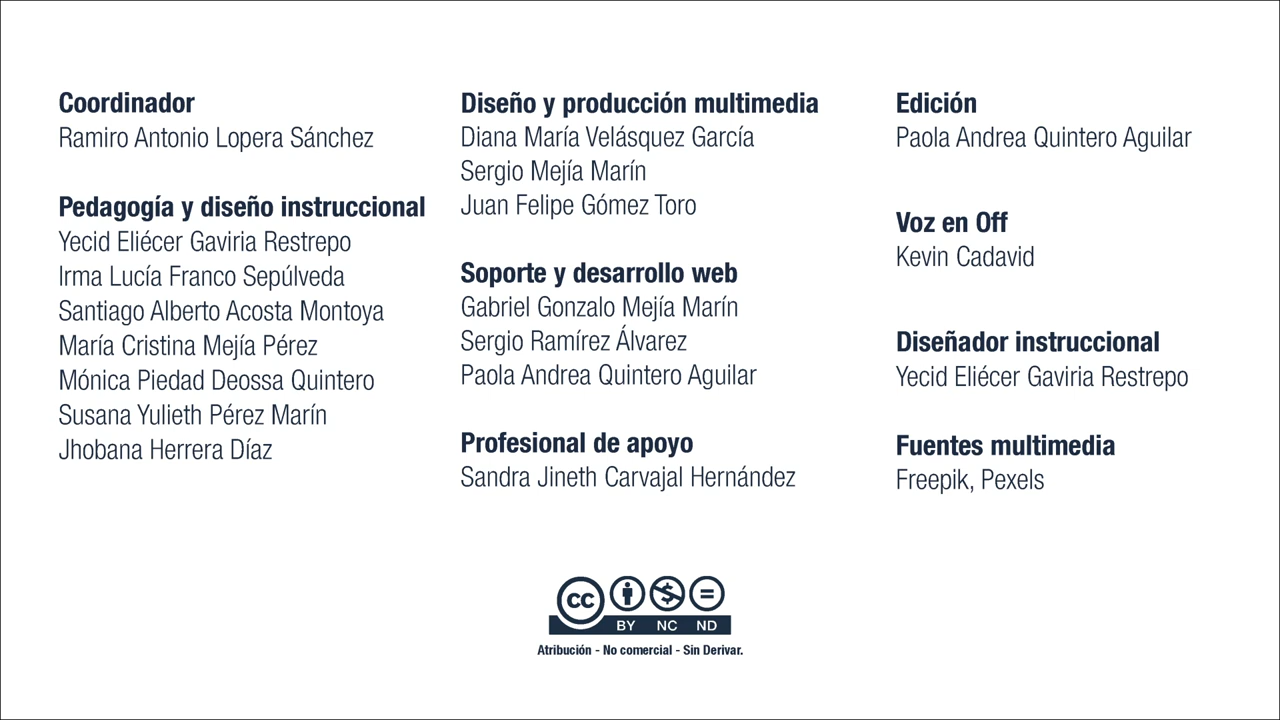 Coordinador
Ramiro Antonio Lopera Sánchez
Pedagogía y diseño instruccional
Yecid Eliécer Gaviria Restrepo
Irma Lucía Franco Sepúlveda
Santiago Alberto Acosta Montoya
María Cristina Mejía Pérez
Mónica Piedad Deossa Quintero
Susana Yulieth Pérez Marín
Jhobana Herrera Díaz
Diseño y producción multimedia
Diana María Velásquez García
Sergio Mejía Marín
Juan Felipe Gómez Toro
Soporte y desarrollo web
Gabriel Gonzalo Mejía Marín
Sergio Ramírez Álvarez
Paola Andrea Quintero Aguilar
Profesional de apoyo
Sandra Jineth Carvajal Hernández
Edición
Paola Andrea Quintero Aguilar
Voz en Off
Kevin Cadavid
Diseñador instruccional
Yecid Eliécer Gaviria Restrepo
Fuentes multimedia
Freepik, Pexels
cc
BY NC ND
Atribución - No comercial - Sin Derivar.